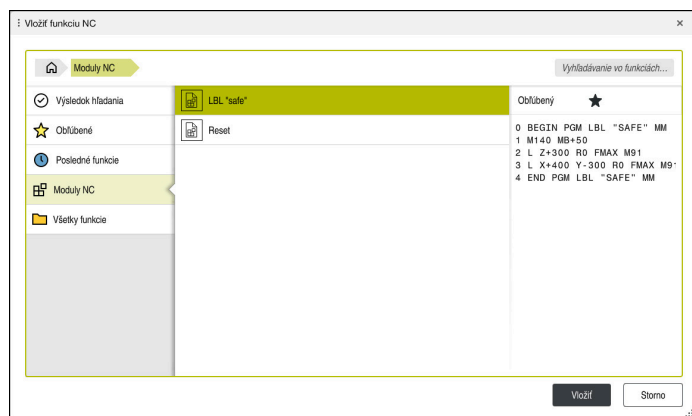 Vložiť funkciu NC
Moduly NC
Vyhľadávanie vo funkciách...
Výsledok hľadania
Obľúbené
Posledné funkcie
Moduly NC
Všetky funkcie
LBL "safe"
Reset
Obľúbený
0 BEGIN PGM LBL "SAFE" MM
1 M140 MB+50
2 L Z+300 R0 FMAX M91
3 L X+400 Y-300 R0 FMAX M91
4 END PGM LBL "SAFE" MM
Vložiť
Storno